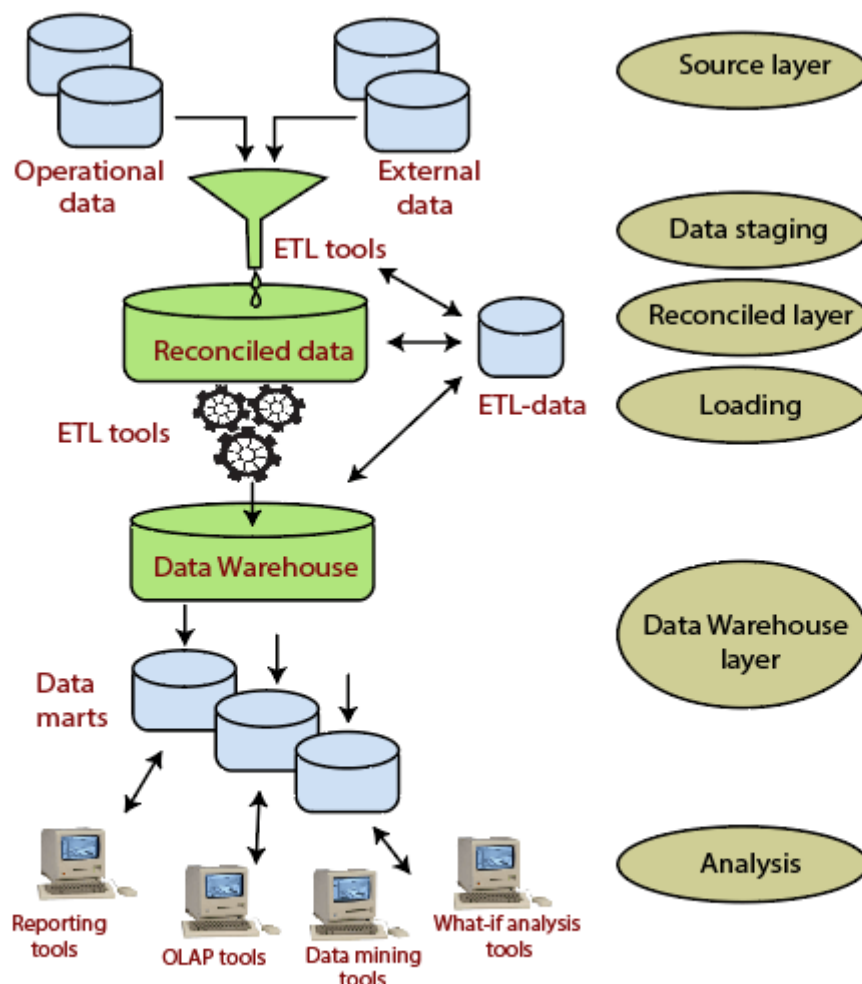 Source layer
Operational
data
External
data
Data staging
ETL tools
Reconciled layer
Reconciled data
ETL-data
Loading
ETL tools
Data Warehouse
Data Warehouse
layer
Data
marts
Analysis
Reporting
tools
OLAP tools
Data mining
tools
What-if analysis
tools